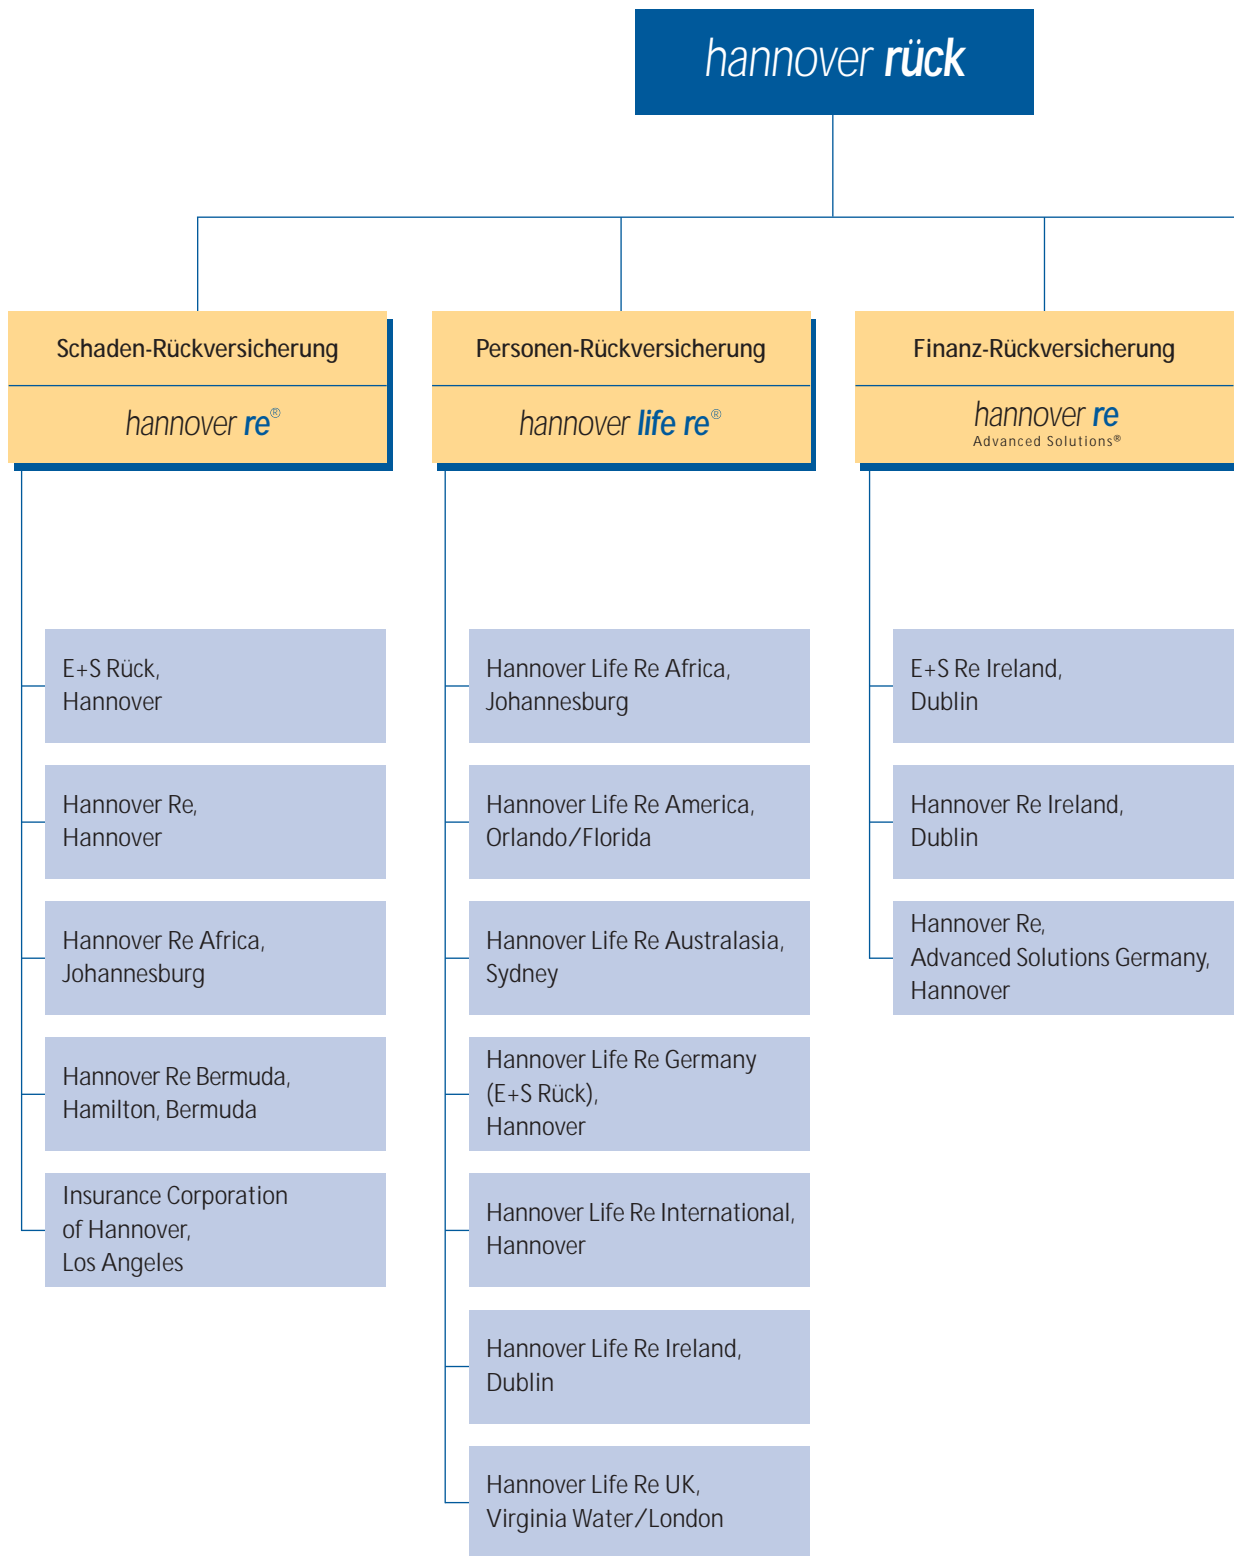 hannover rück
Schaden-Rückversicherung
hannover re®
Personen-Rückversicherung
hannover life re®
Finanz-Rückversicherung
hannover re
Advanced Solutions®
E+S Rück,
Hannover
Hannover Re,
Hannover
Hannover Re Africa,
Johannesburg
Hannover Re Bermuda,
Hamilton, Bermuda
Insurance Corporation
of Hannover,
Los Angeles
Hannover Life Re Africa,
Johannesburg
Hannover Life Re America,
Orlando/Florida
Hannover Life Re Australasia,
Sydney
Hannover Life Re Germany
(E+S Rück),
Hannover
Hannover Life Re International,
Hannover
Hannover Life Re Ireland,
Dublin
Hannover Life Re UK,
Virginia Water/London
E+S Re Ireland,
Dublin
Hannover Re Ireland,
Dublin
Hannover Re,
Advanced Solutions Germany,
Hannover